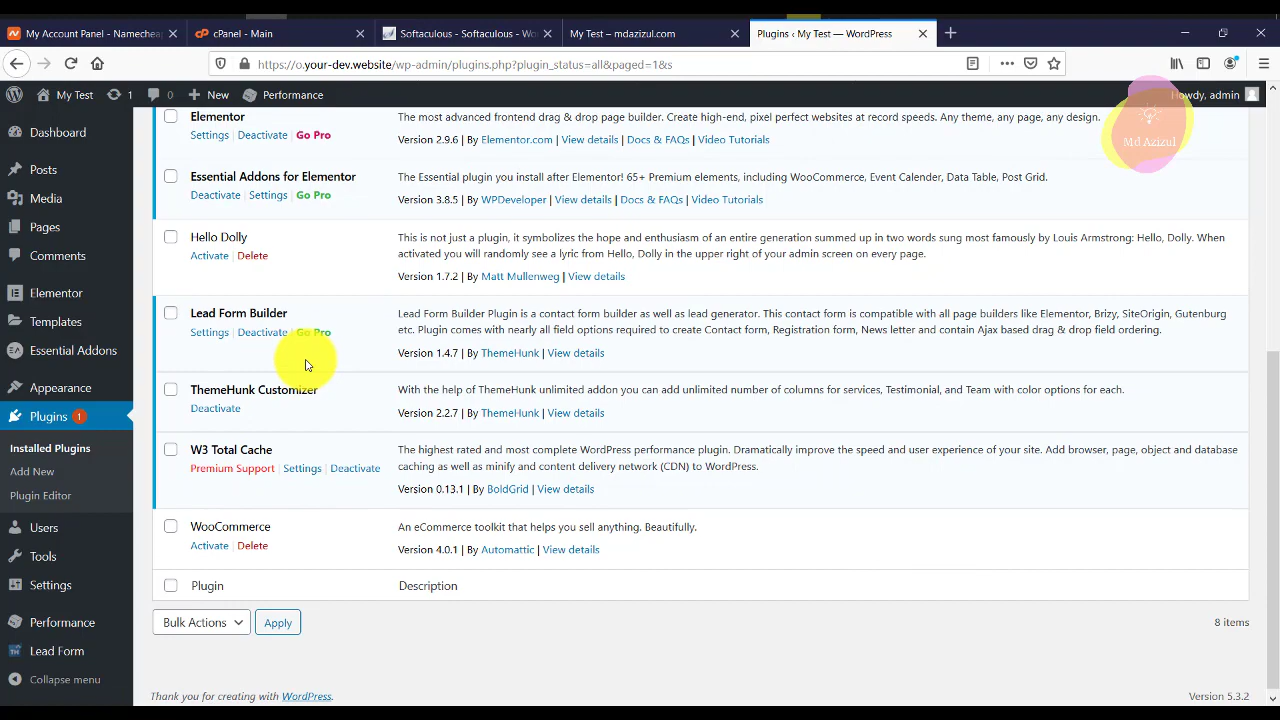 My Account Panel - Namecheap
cPanel - Main
Softaculous - Softaculous - Wo
My Test – mdazizul.com
Plugins ‹ My Test — WordPress
https://o.your-dev.website/wp-admin/plugins.php?plugin_status=all&paged=1&s
My Test
1
0
New
Performance
Howdy, admin
Md Azizul
Dashboard
Posts
Media
Pages
Comments
Elementor
Templates
Essential Addons
Appearance
Plugins 1
Installed Plugins
Add New
Plugin Editor
Users
Tools
Settings
Performance
Lead Form
Collapse menu
Elementor
Settings | Deactivate | Go Pro
The most advanced frontend drag & drop page builder. Create high-end, pixel perfect websites at record speeds. Any theme, any page, any design.
Version 2.9.6 | By Elementor.com | View details | Docs & FAQs | Video Tutorials
Essential Addons for Elementor
Deactivate | Settings | Go Pro
The Essential plugin you install after Elementor! 65+ Premium elements, including WooCommerce, Event Calender, Data Table, Post Grid.
Version 3.8.5 | By WPDeveloper | View details | Docs & FAQs | Video Tutorials
Hello Dolly
Activate | Delete
This is not just a plugin, it symbolizes the hope and enthusiasm of an entire generation summed up in two words sung most famously by Louis Armstrong: Hello, Dolly. When
activated you will randomly see a lyric from Hello, Dolly in the upper right of your admin screen on every page.
Version 1.7.2 | By Matt Mullenweg | View details
Lead Form Builder
Settings | Deactivate | Go Pro
Lead Form Builder Plugin is a contact form builder as well as lead generator. This contact form is compatible with all page builders like Elementor, Brizy, SiteOrigin, Gutenburg
etc. Plugin comes with nearly all field options required to create Contact form, Registration form, News letter and contain Ajax based drag & drop field ordering.
Version 1.4.7 | By ThemeHunk | View details
ThemeHunk Customizer
Deactivate
With the help of ThemeHunk unlimited addon you can add unlimited number of columns for services, Testimonial, and Team with color options for each.
Version 2.2.7 | By ThemeHunk | View details
W3 Total Cache
Premium Support | Settings | Deactivate
The highest rated and most complete WordPress performance plugin. Dramatically improve the speed and user experience of your site. Add browser, page, object and database
caching as well as minify and content delivery network (CDN) to WordPress.
Version 0.13.1 | By BoldGrid | View details
WooCommerce
Activate | Delete
An eCommerce toolkit that helps you sell anything. Beautifully.
Version 4.0.1 | By Automattic | View details
Plugin
Description
Bulk Actions
Apply
8 items
Thank you for creating with WordPress.
Version 5.3.2